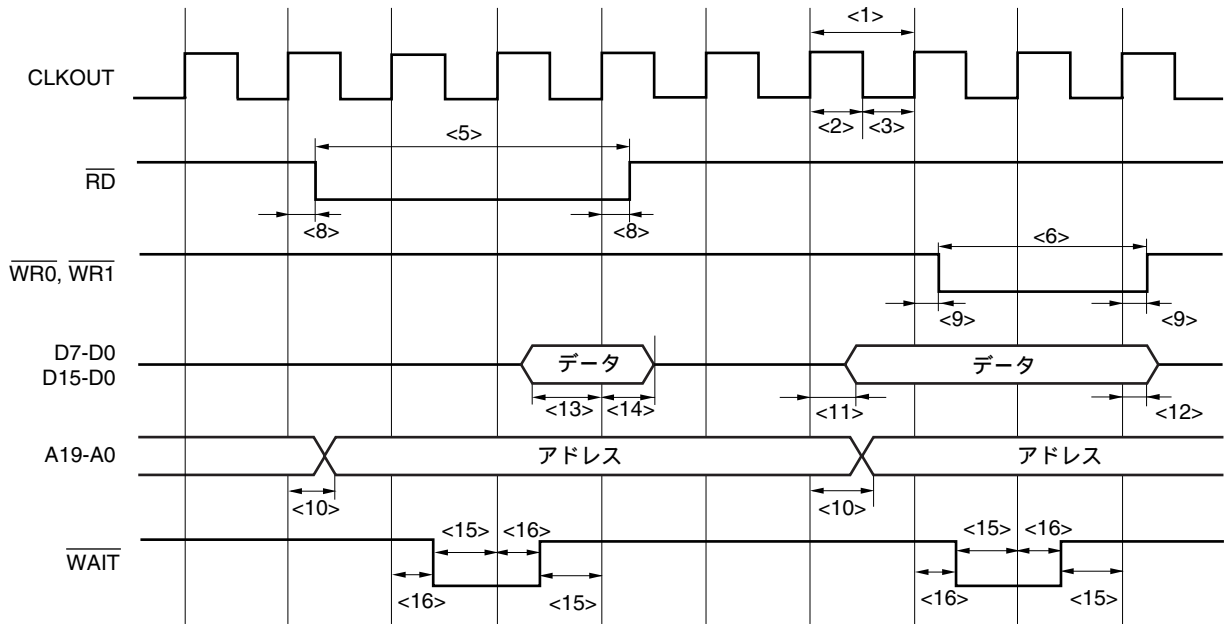 <1>
CLKOUT
<2> <3>
<5>
RD
<8> <8>
<6>
WR0, WR1
<9> <9>
D7-D0
D15-D0
データ データ
<13> <14> <11> <12>
A19-A0
アドレス アドレス
<10> <10>
<15> <16> <15> <16>
WAIT
<16> <15> <16> <15>